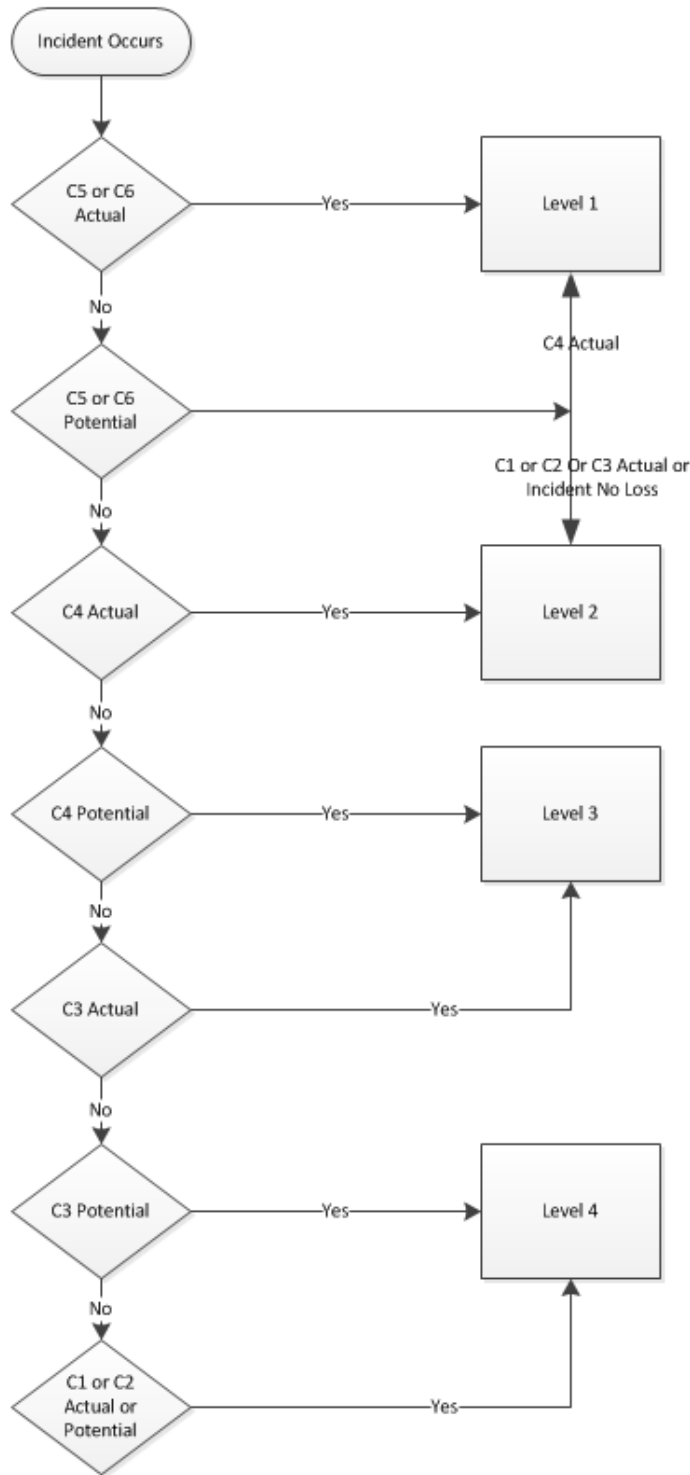 Incident Occurs
C5 or C6
Actual
Yes
Level 1
No
C4 Actual
C5 or C6
Potential
C1 or C2 Or C3 Actual or
Incident No Loss
No
C4 Actual
Yes
Level 2
No
C4 Potential
Yes
Level 3
No
C3 Actual
Yes
No
C3 Potential
Yes
Level 4
No
C1 or C2
Actual or
Potential
Yes